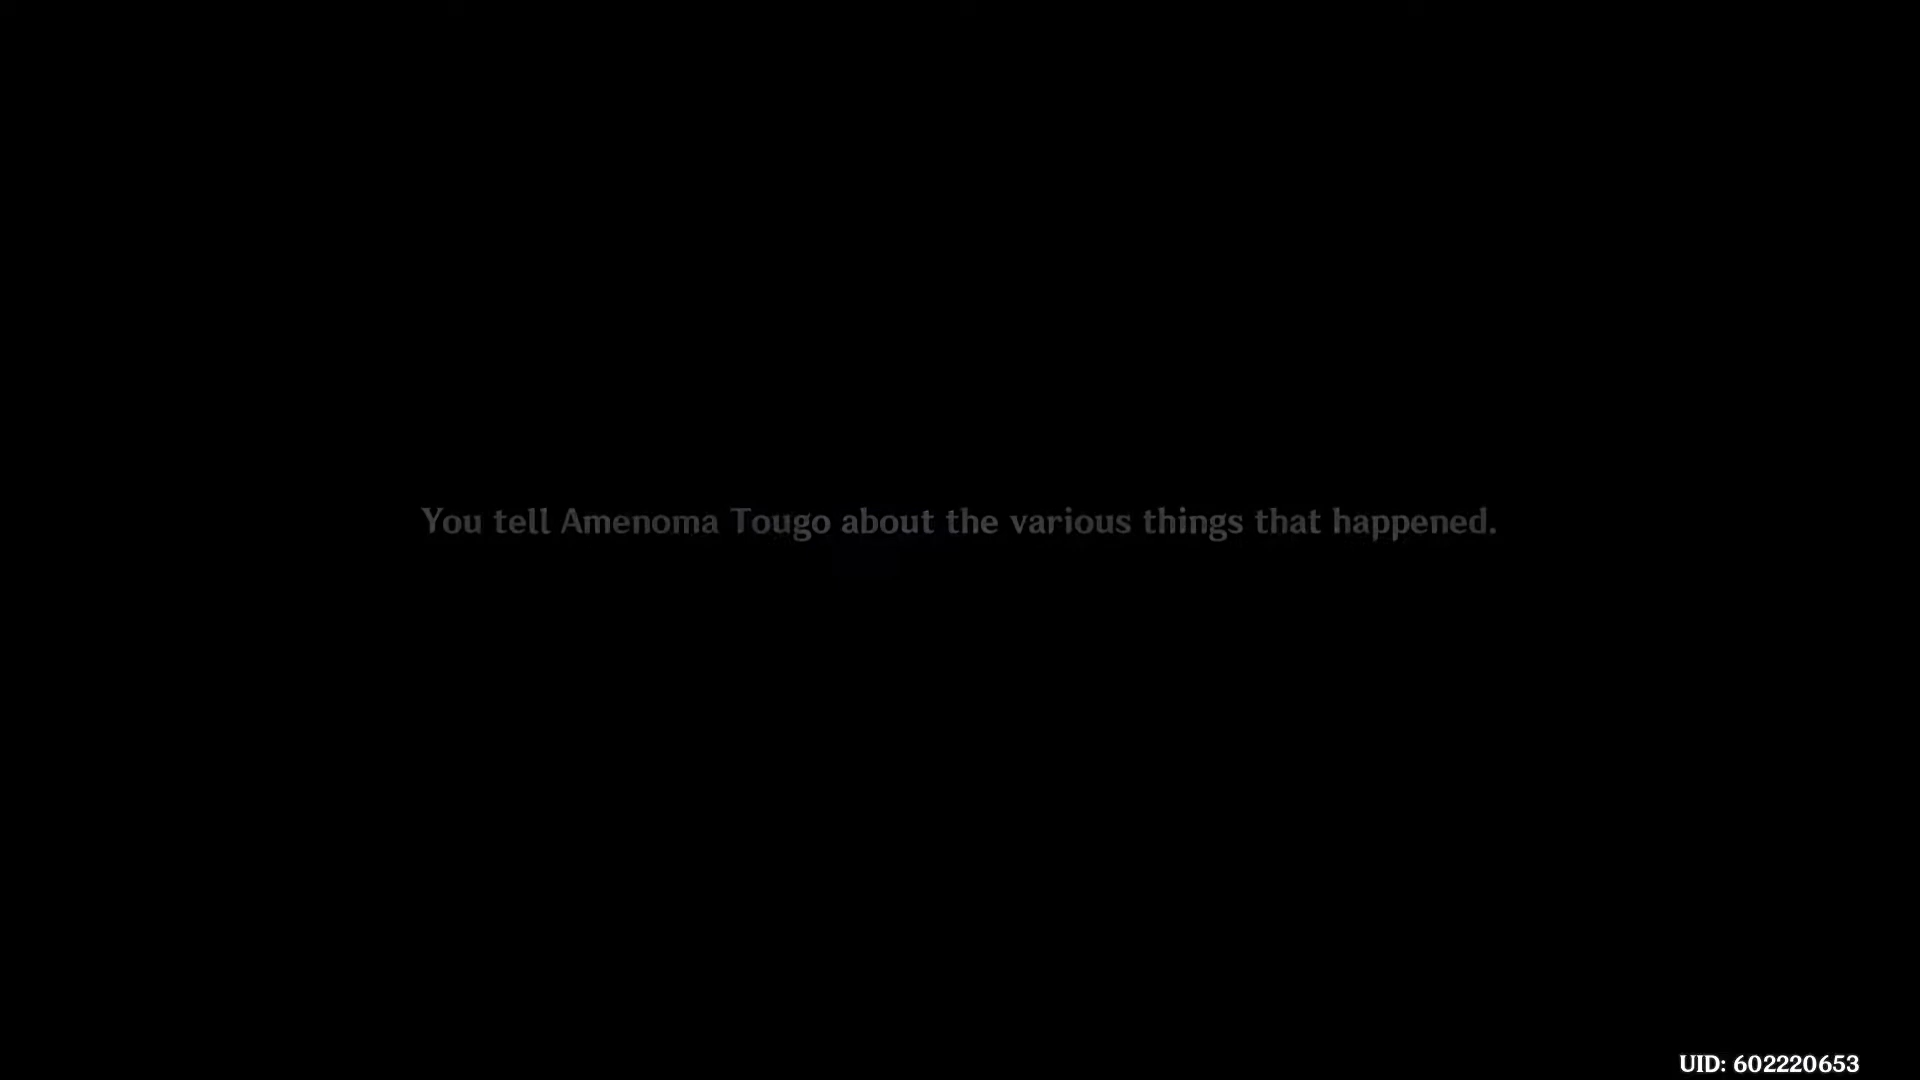 You tell Amenoma Tougo about the various things that happened.
UID: 602220653